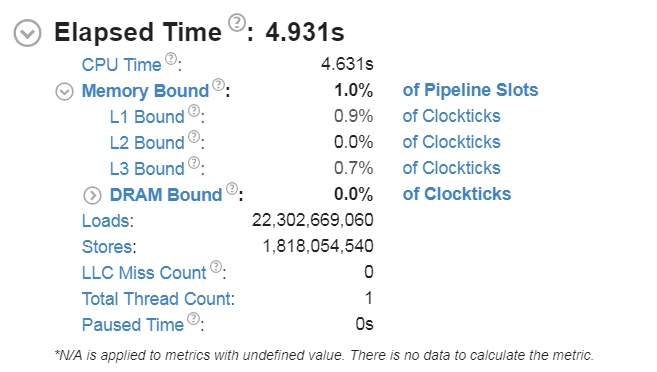 Elapsed Time ?: 4.931s
CPU Time ?: 4.631s
Memory Bound ?: 1.0% of Pipeline Slots
L1 Bound ?: 0.9% of Clockticks
L2 Bound ?: 0.0% of Clockticks
L3 Bound ?: 0.7% of Clockticks
DRAM Bound ?: 0.0% of Clockticks
Loads: 22,302,669,060
Stores: 1,818,054,540
LLC Miss Count ?: 0
Total Thread Count: 1
Paused Time ?: 0s
*N/A is applied to metrics with undefined value. There is no data to calculate the metric.